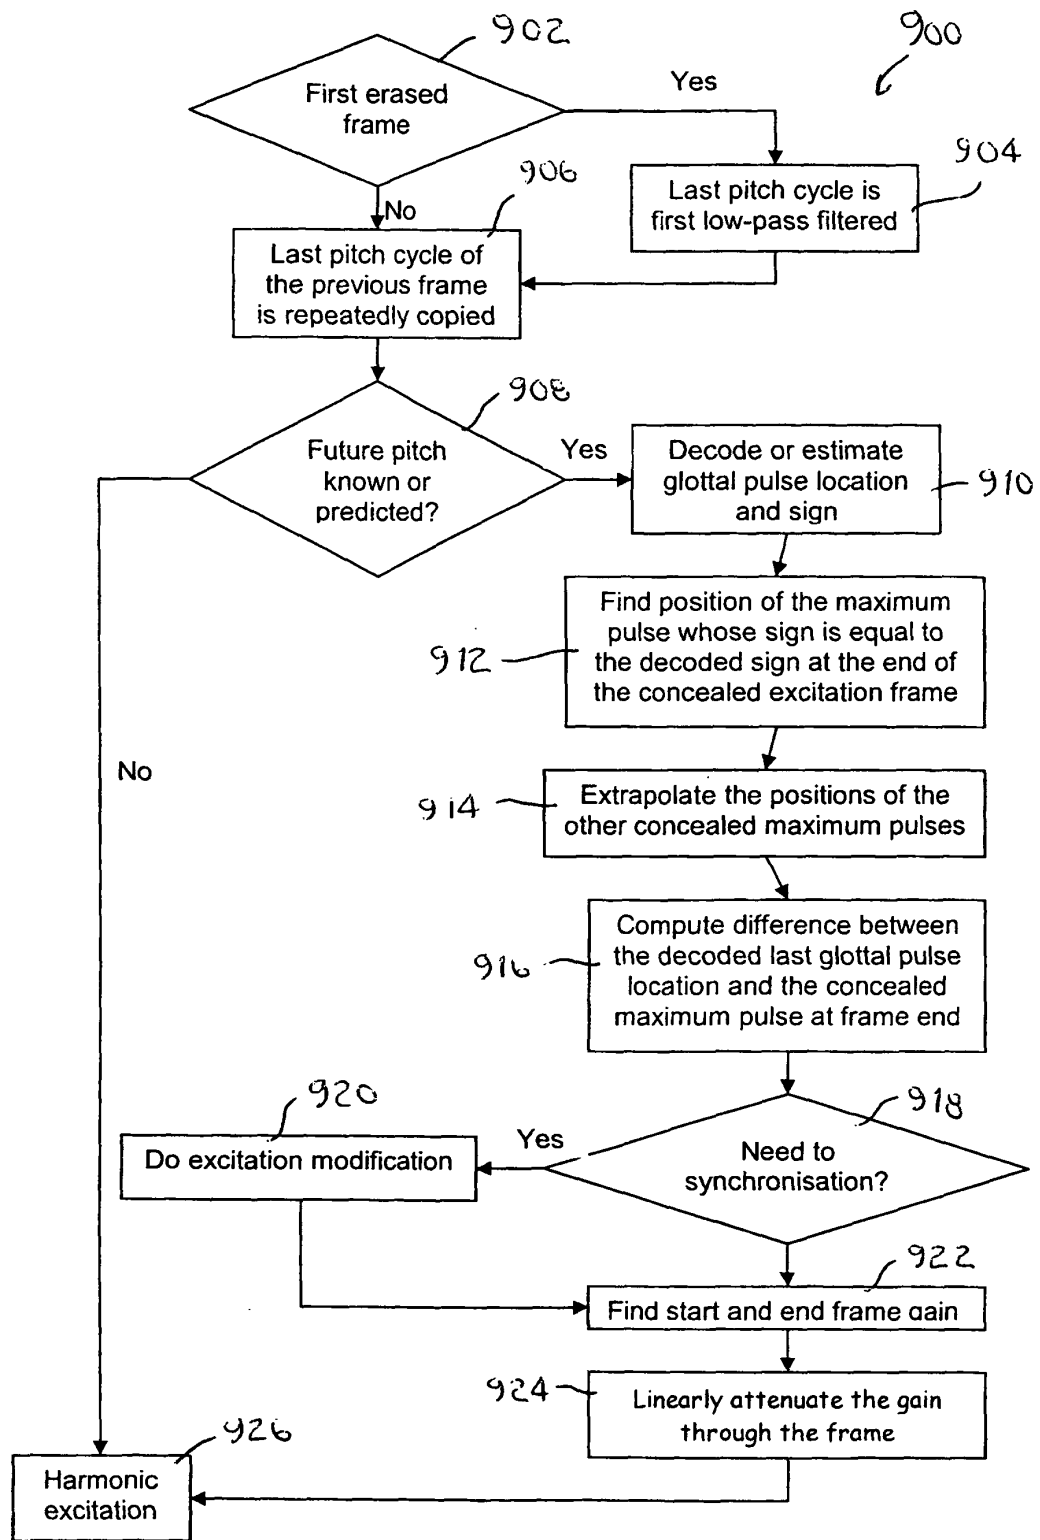 902
900
First erased
frame
Yes
904
Last pitch cycle is
first low-pass filtered
906
No
Last pitch cycle of
the previous frame
is repeatedly copied
908
Future pitch
known or
predicted?
Yes
Decode or estimate
glottal pulse location
and sign
910
912
Find position of the maximum
pulse whose sign is equal to
the decoded sign at the end of
the concealed excitation frame
No
914
Extrapolate the positions of the
other concealed maximum pulses
916
Compute difference between
the decoded last glottal pulse
location and the concealed
maximum pulse at frame end
920
918
Do excitation modification
Yes
Need to
synchronisation?
922
Find start and end frame gain
924
Linearly attenuate the gain
through the frame
926
Harmonic
excitation